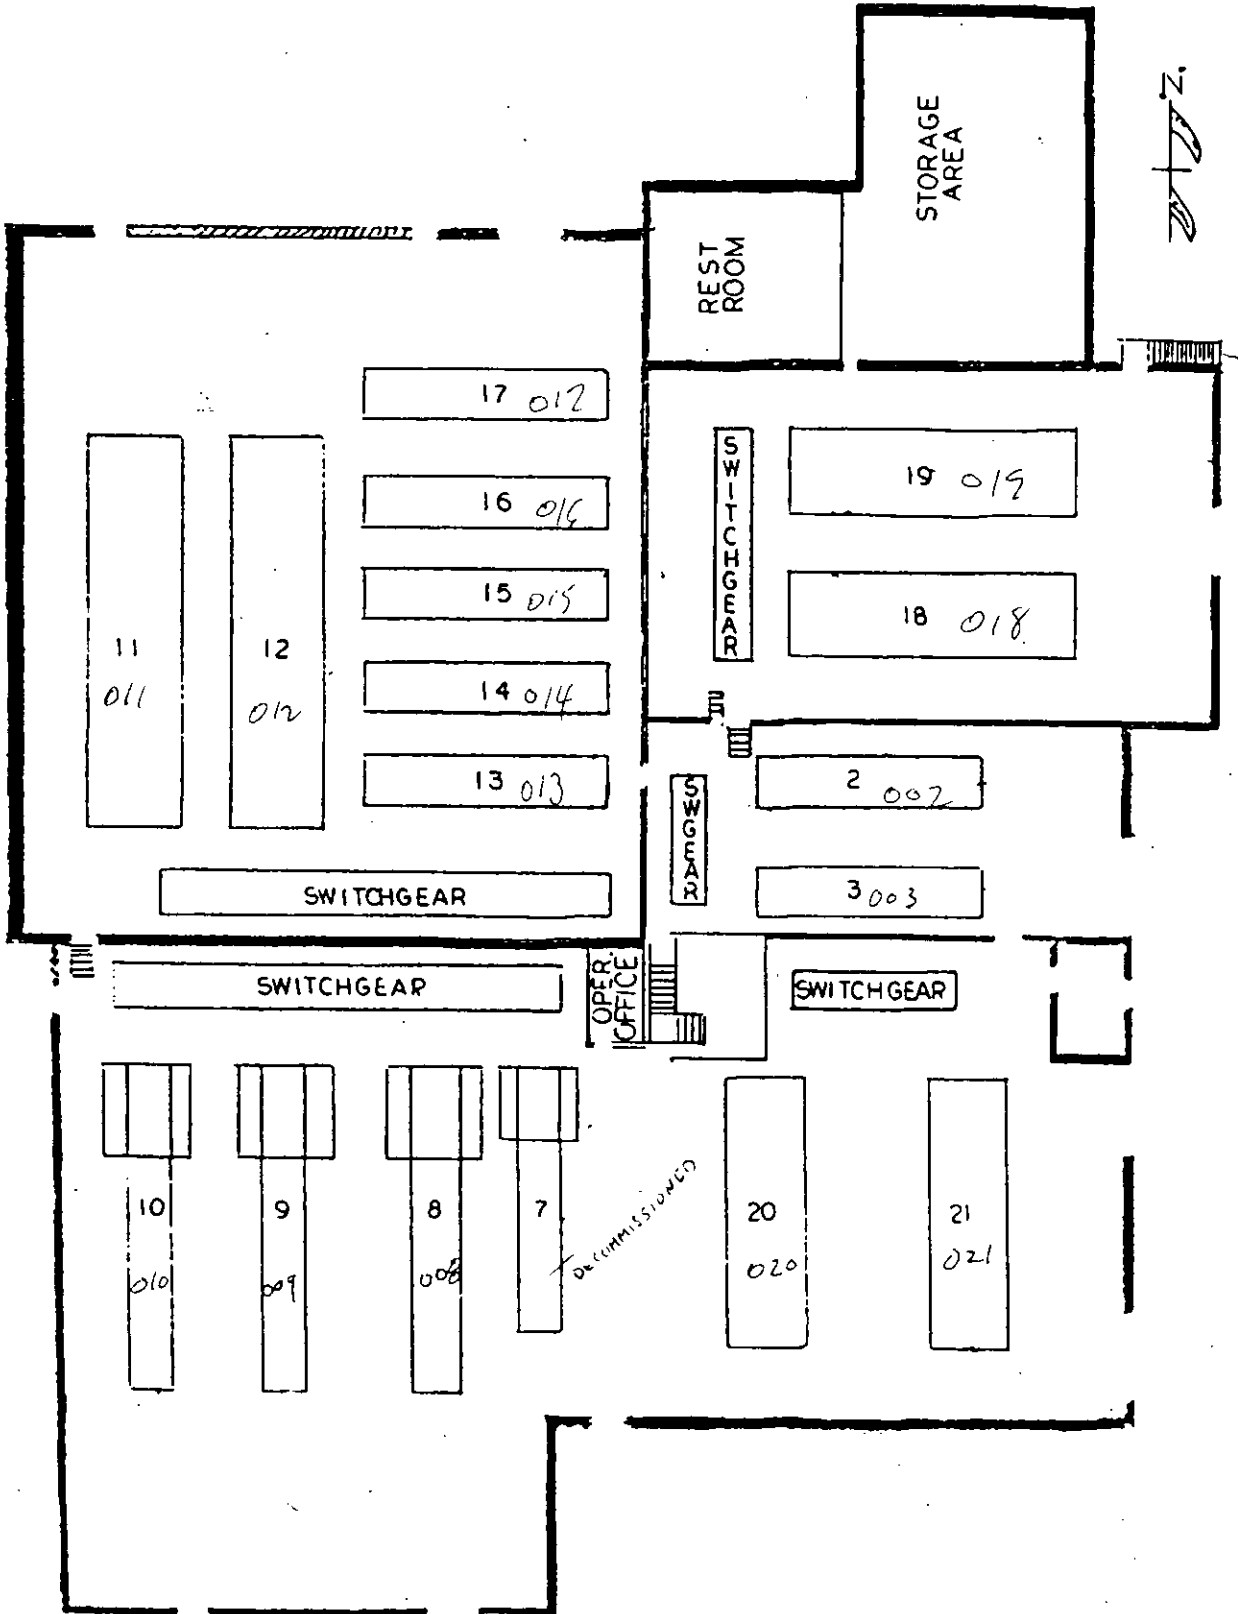 N.
STORAGE
AREA
REST
ROOM
17 017
16 016
15 015
14 014
13 013
11
011
12
012
SWITCHGEAR
19 019
18 018
SWITCHGEAR
SWGEAR
2 002
3 003
SWITCHGEAR
OPER.
OFFICE
SWITCHGEAR
10
010
9
009
8
008
7
DECOMMISSIONED
20
020
21
021